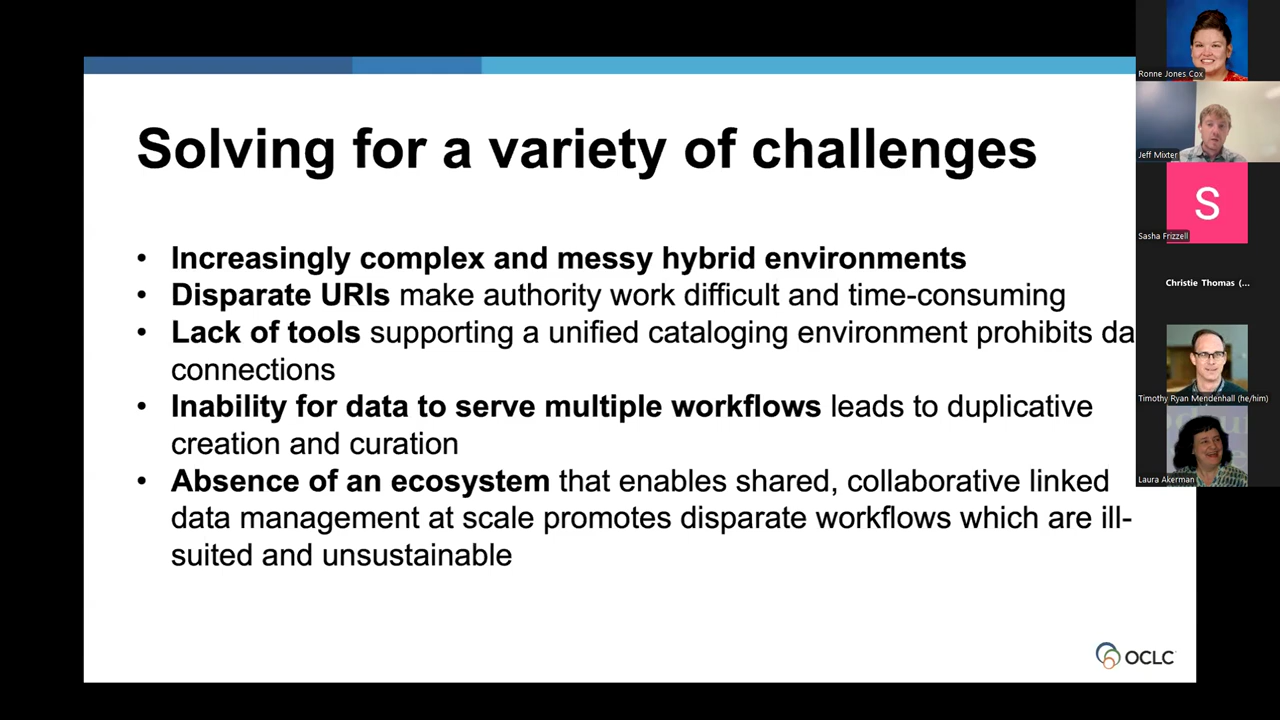 Solving for a variety of challenges
• Increasingly complex and messy hybrid environments
• Disparate URIs make authority work difficult and time-consuming
• Lack of tools supporting a unified cataloging environment prohibits da
connections
• Inability for data to serve multiple workflows leads to duplicative
creation and curation
• Absence of an ecosystem that enables shared, collaborative linked
data management at scale promotes disparate workflows which are ill-
suited and unsustainable
OCLC
Ronne Jones Cox
Jeff Mixter
S
Sasha Frizzell
Christie Thomas (...
Timothy Ryan Mendenhall (he/him)
Laura Akerman